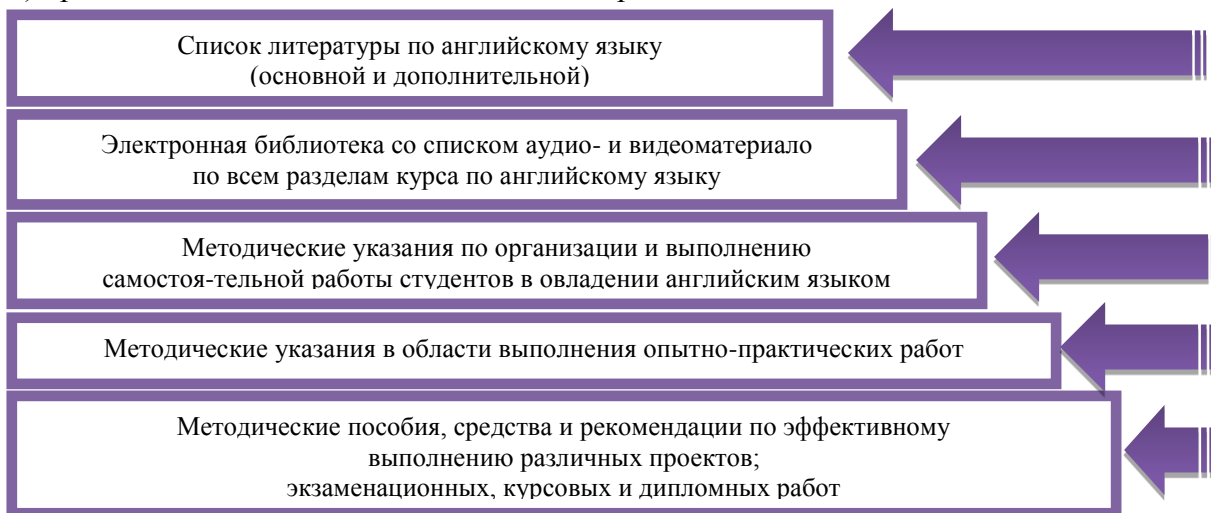 Список литературы по английскому языку
(основной и дополнительной)
Электронная библиотека со списком аудио- и видеоматериало
по всем разделам курса по английскому языку
Методические указания по организации и выполнению
самостоя-тельной работы студентов в овладении английским языком
Методические указания в области выполнения опытно-практических работ
Методические пособия, средства и рекомендации по эффективному
выполнению различных проектов;
экзаменационных, курсовых и дипломных работ